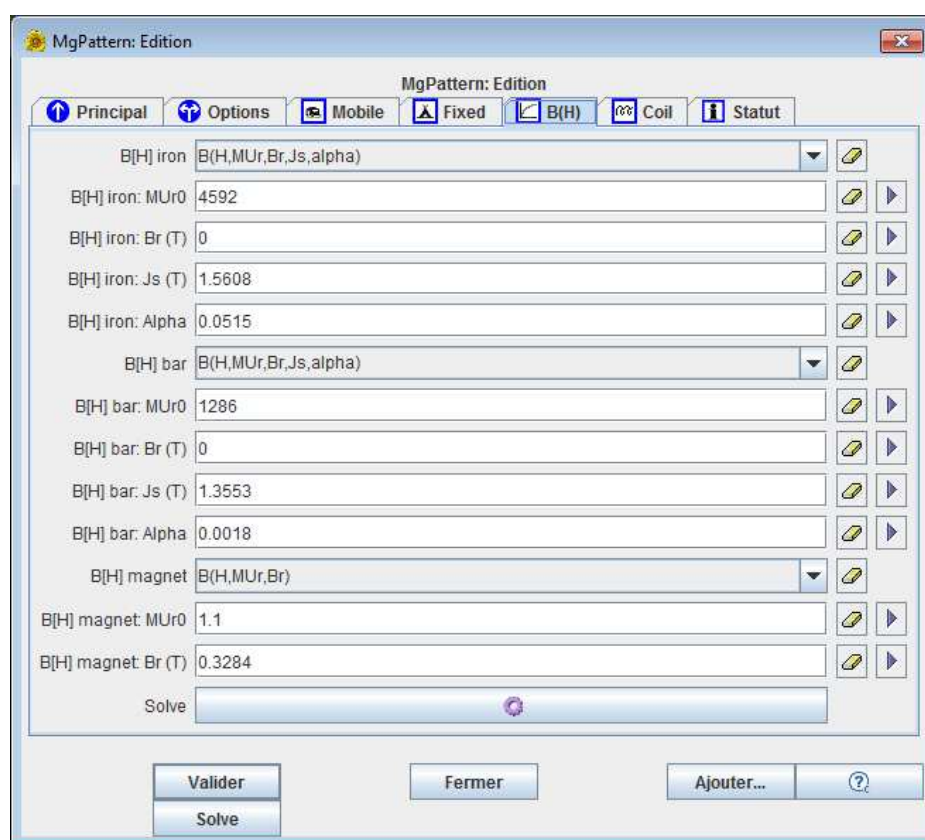 MgPattern: Edition
MgPattern: Edition
Principal Options Mobile Fixed B(H) Coil Statut
B[H] iron B(H,MUr,Br,Js,alpha)
B[H] iron: MUr0 4592
B[H] iron: Br (T) 0
B[H] iron: Js (T) 1.5608
B[H] iron: Alpha 0.0515
B[H] bar B(H,MUr,Br,Js,alpha)
B[H] bar: MUr0 1286
B[H] bar: Br (T) 0
B[H] bar: Js (T) 1.3553
B[H] bar: Alpha 0.0018
B[H] magnet B(H,MUr,Br)
B[H] magnet: MUr0 1.1
B[H] magnet: Br (T) 0.3284
Solve
Valider Fermer Ajouter... ?
Solve